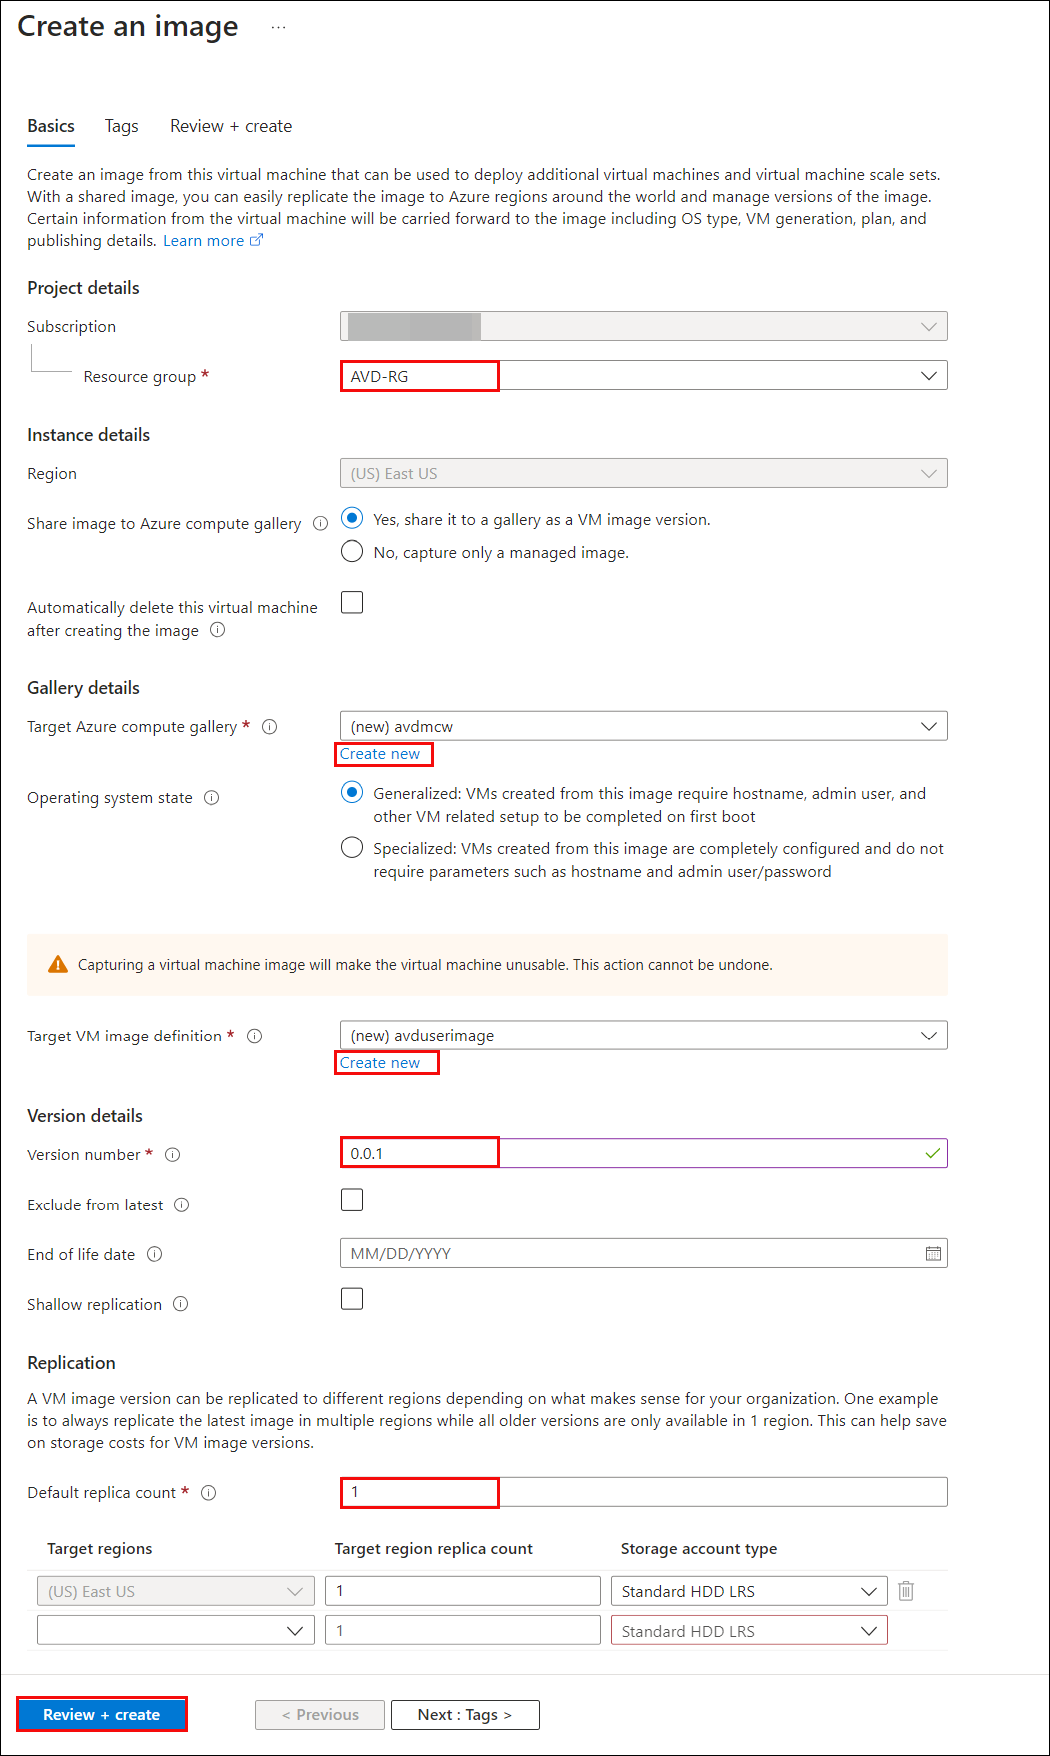 Create an image ...
Basics Tags Review + create
Create an image from this virtual machine that can be used to deploy additional virtual machines and virtual machine scale sets.
With a shared image, you can easily replicate the image to Azure regions around the world and manage versions of the image.
Certain information from the virtual machine will be carried forward to the image including OS type, VM generation, plan, and
publishing details. Learn more
Project details
Subscription
Resource group * AVD-RG
Instance details
Region (US) East US
Share image to Azure compute gallery Yes, share it to a gallery as a VM image version.
No, capture only a managed image.
Automatically delete this virtual machine
after creating the image
Gallery details
Target Azure compute gallery * (new) avdmcw
Create new
Operating system state Generalized: VMs created from this image require hostname, admin user, and
other VM related setup to be completed on first boot
Specialized: VMs created from this image are completely configured and do not
require parameters such as hostname and admin user/password
Capturing a virtual machine image will make the virtual machine unusable. This action cannot be undone.
Target VM image definition * (new) avduserimage
Create new
Version details
Version number * 0.0.1
Exclude from latest
End of life date MM/DD/YYYY
Shallow replication
Replication
A VM image version can be replicated to different regions depending on what makes sense for your organization. One example
is to always replicate the latest image in multiple regions while all older versions are only available in 1 region. This can help save
on storage costs for VM image versions.
Default replica count * 1
Target regions Target region replica count Storage account type
(US) East US 1 Standard HDD LRS
1 Standard HDD LRS
Review + create < Previous Next : Tags >